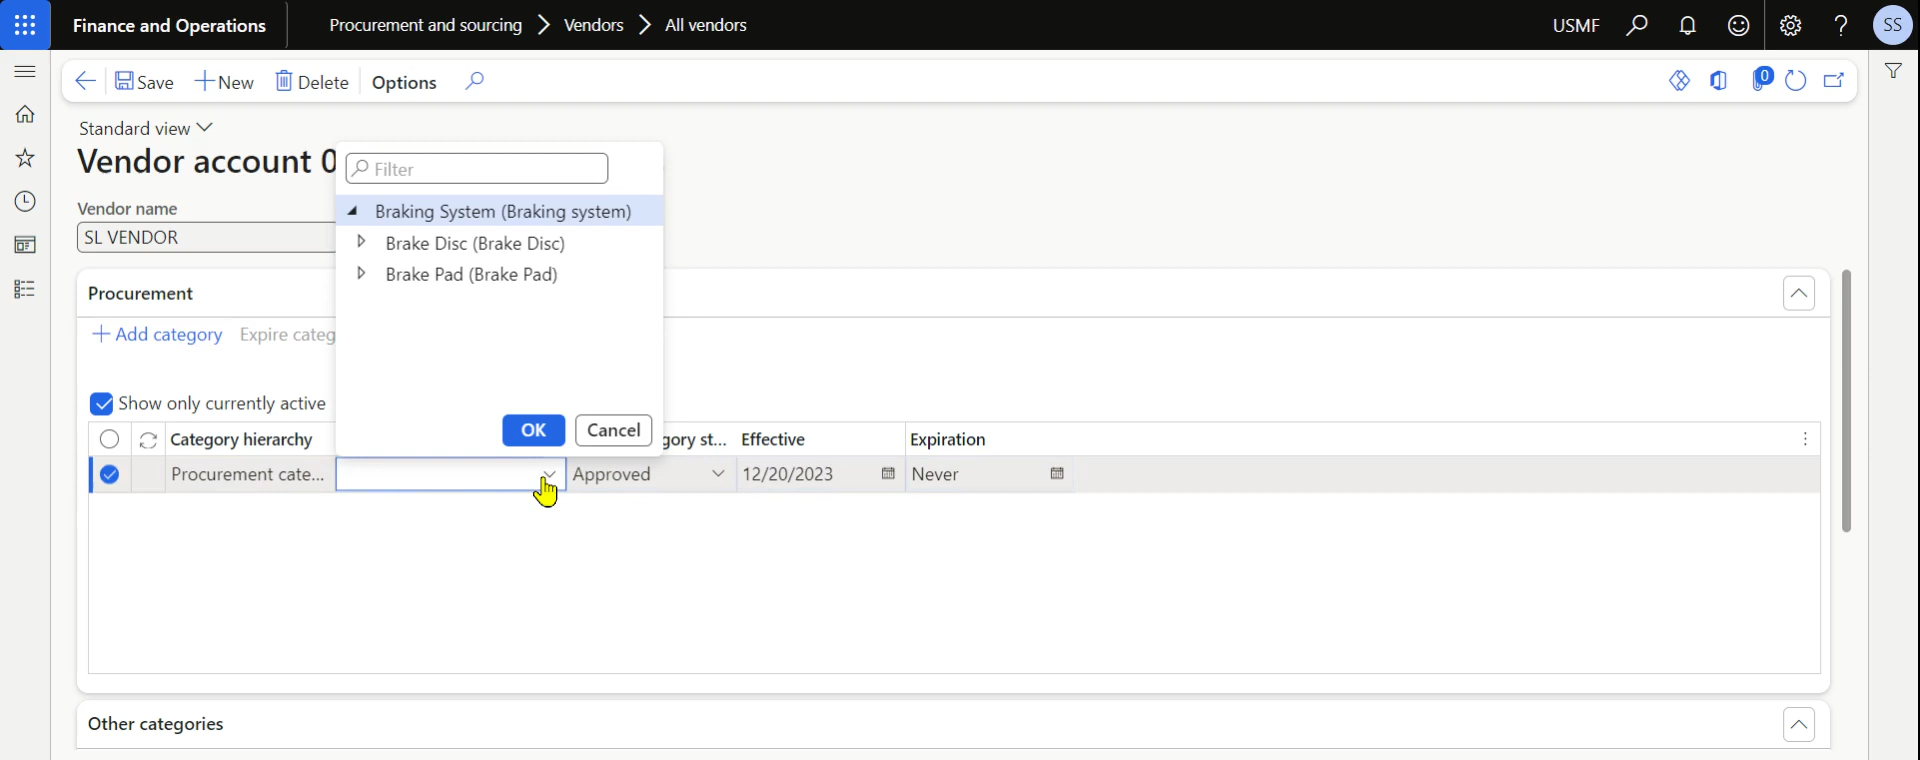 Finance and Operations Procurement and sourcing Vendors All vendors USMF ? SS
Save New Delete Options 0
Standard view
Vendor account 0
Filter
Vendor name
SL VENDOR
Braking System (Braking system)
Brake Disc (Brake Disc)
Brake Pad (Brake Pad)
Procurement
Add category Expire categ
Show only currently active
OK Cancel
Category hierarchy gory st... Effective Expiration
Procurement cate... Approved 12/20/2023 Never
Other categories